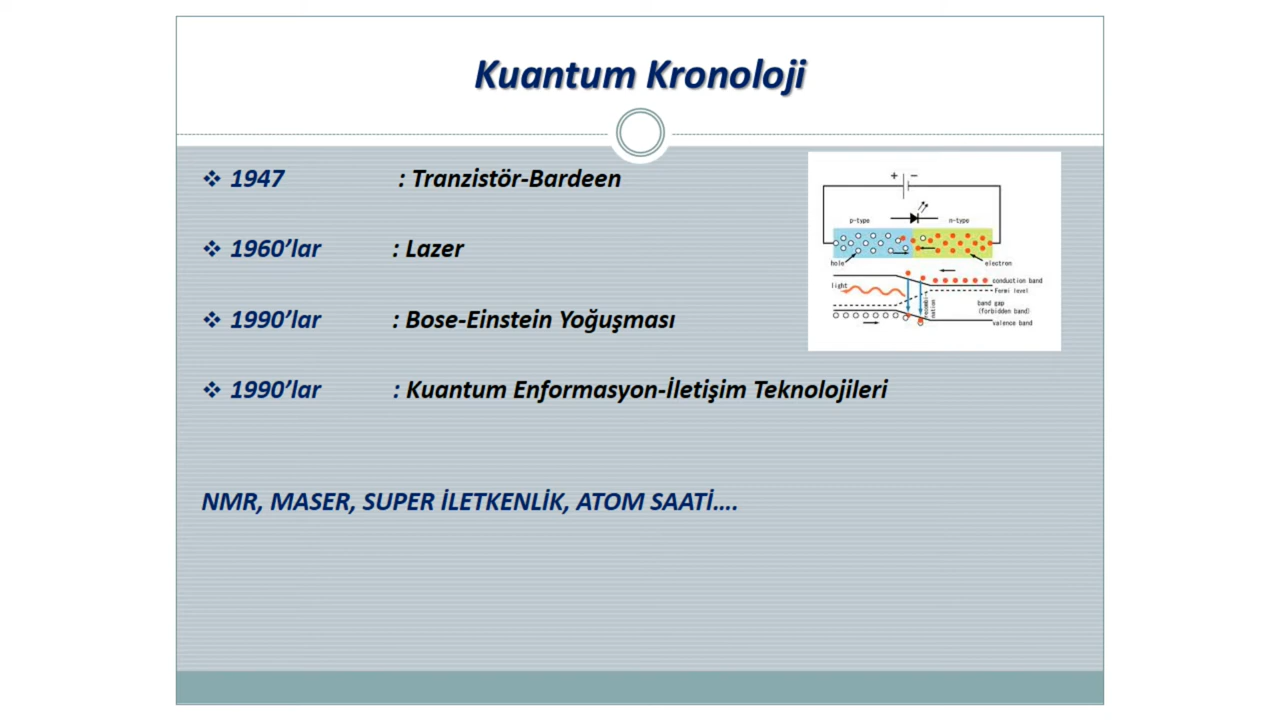 Kuantum Kronoloji
❖ 1947 : Tranzistör-Bardeen
❖ 1960’lar : Lazer
❖ 1990’lar : Bose-Einstein Yoğuşması
❖ 1990’lar : Kuantum Enformasyon-İletişim Teknolojileri
NMR, MASER, SUPER İLETKENLİK, ATOM SAATİ....
+ −
p-type n-type
hole electron
conduction band
light Fermi level
band gap
(forbidden band)
valence band